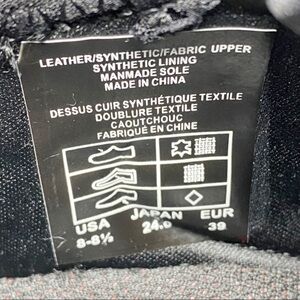 LEATHER/SYNTHETIC/FABRIC UPPER
SYNTHETIC LINING
MANMADE SOLE
MADE IN CHINA
DESSUS CUIR SYNTHÉTIQUE TEXTILE
DOUBLURE TEXTILE
CAOUTCHOUC
FABRIQUÉ EN CHINE
USA JAPAN EUR
8-8½ 39